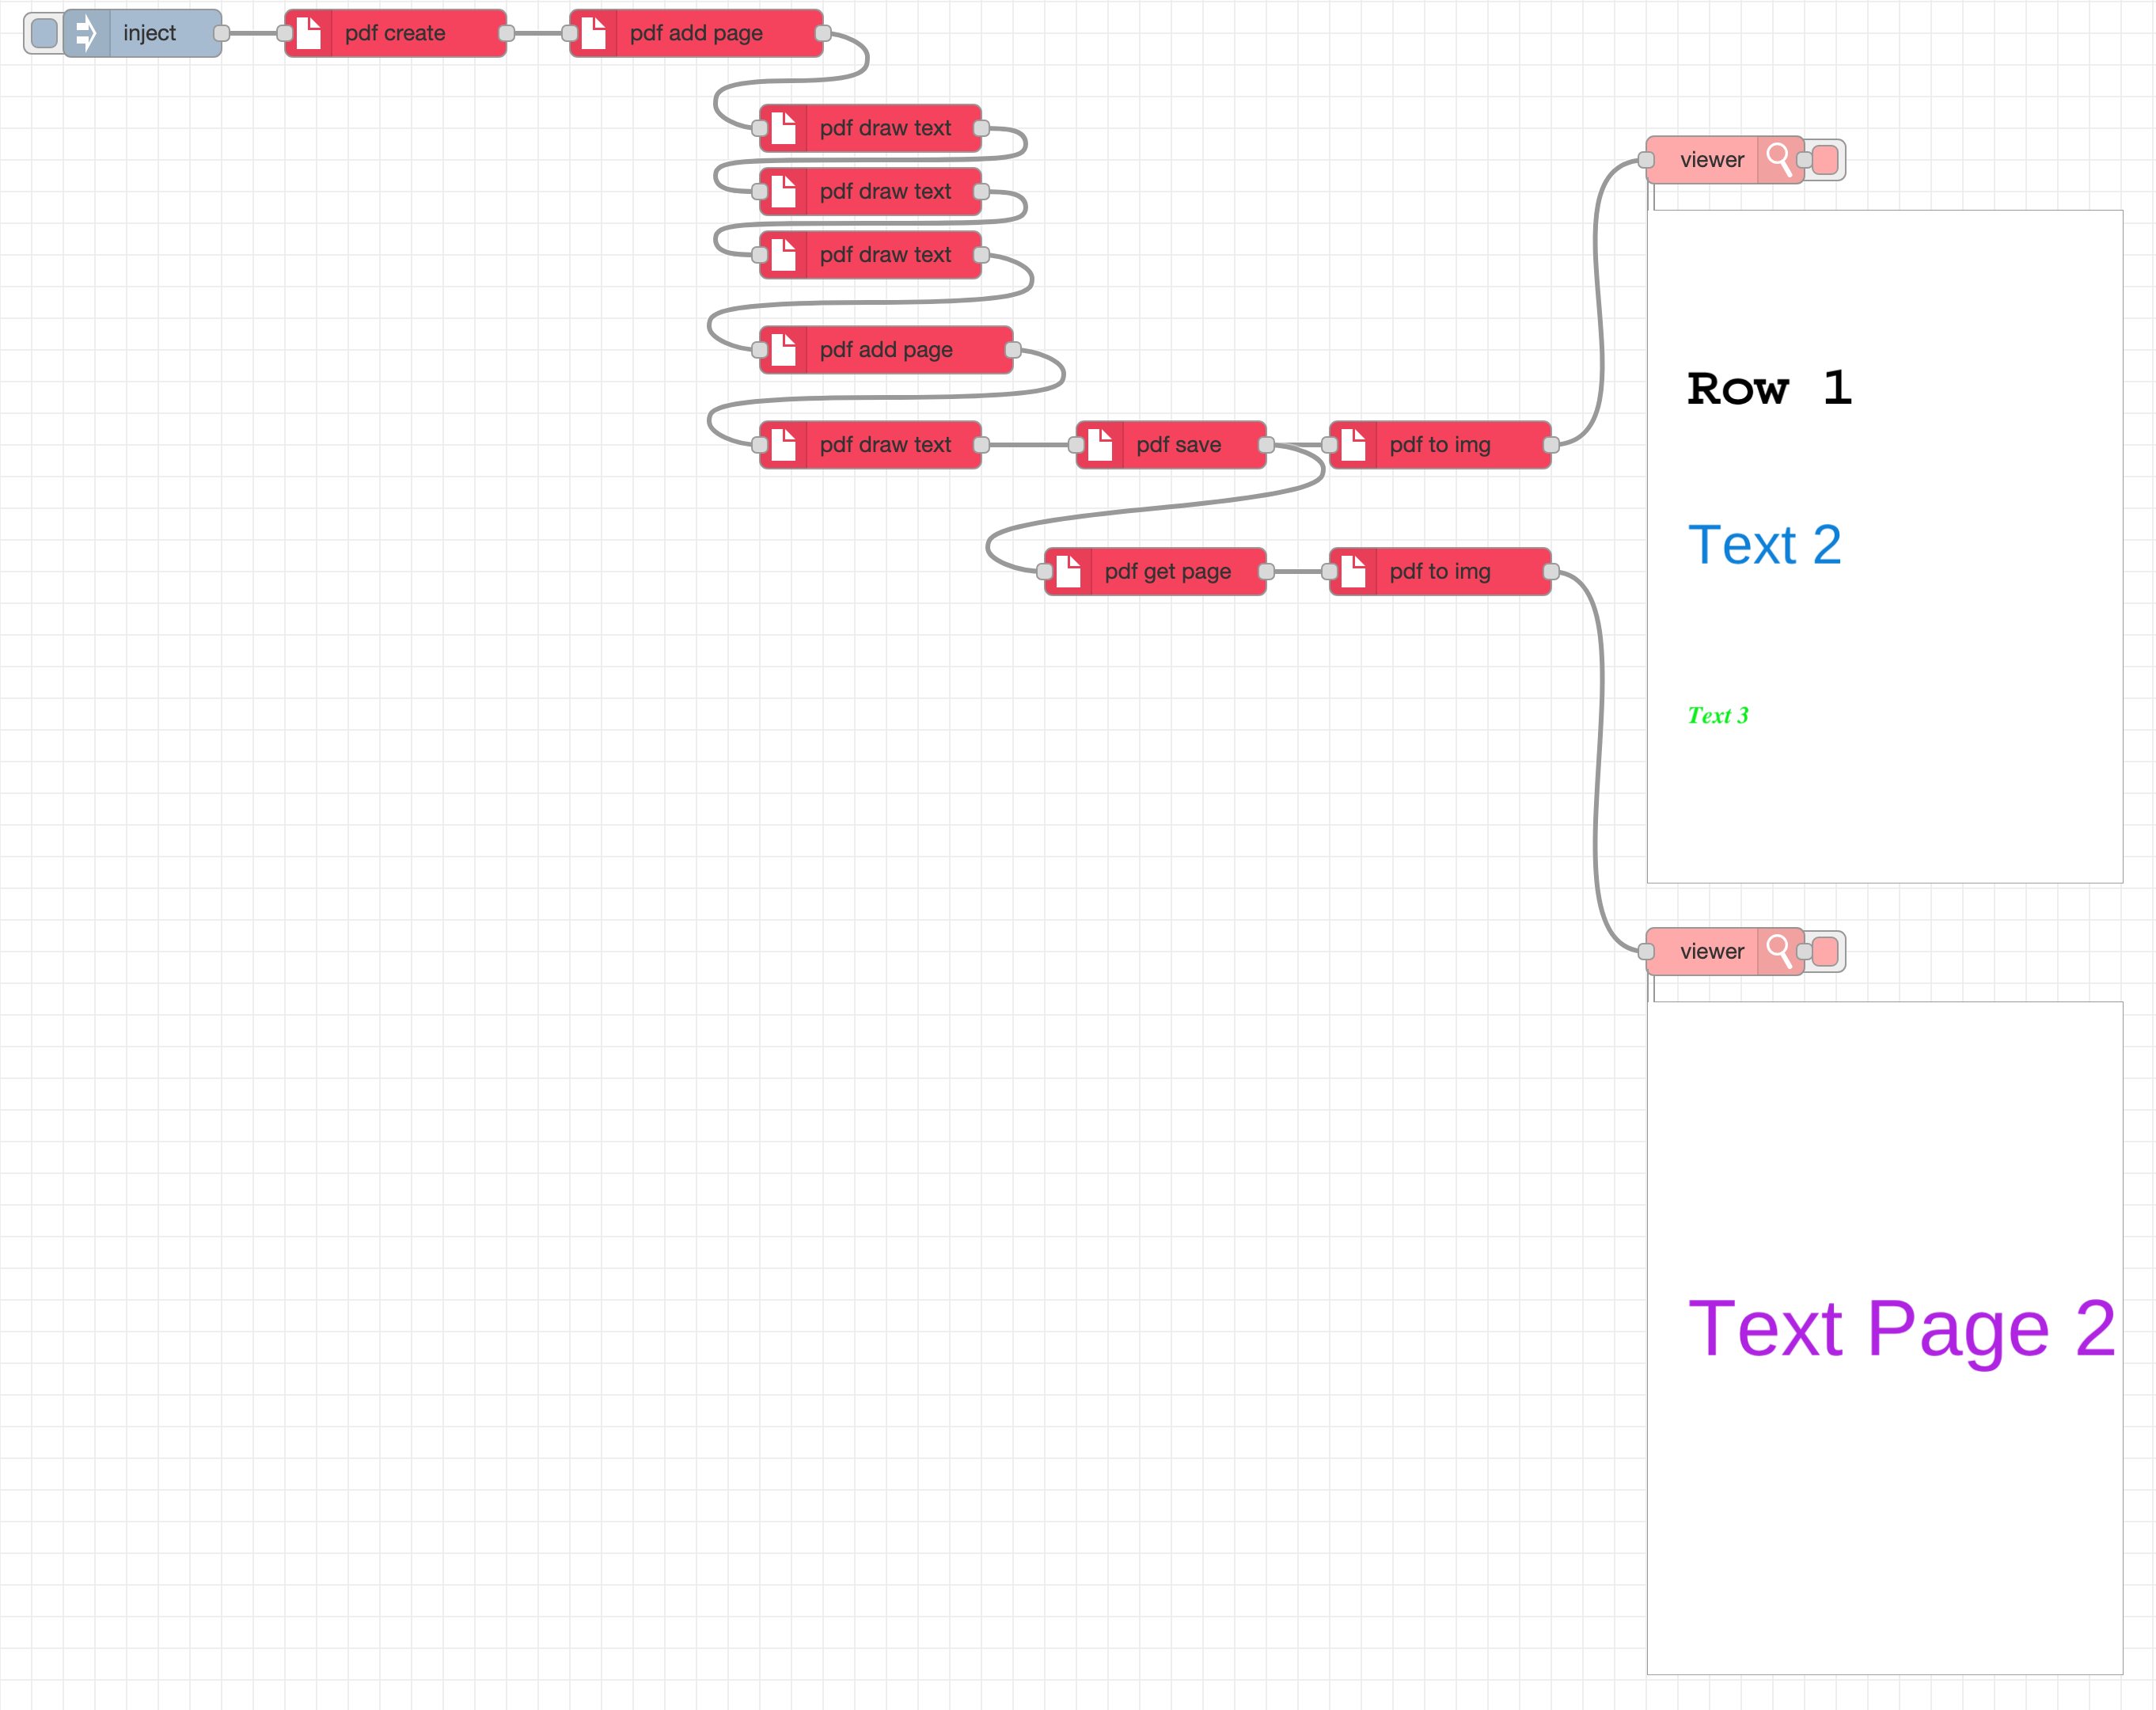 inject
pdf create
pdf add page
pdf draw text
pdf draw text
pdf draw text
pdf add page
pdf draw text
pdf save
pdf to img
pdf get page
pdf to img
viewer
Row 1
Text 2
Text 3
viewer
Text Page 2